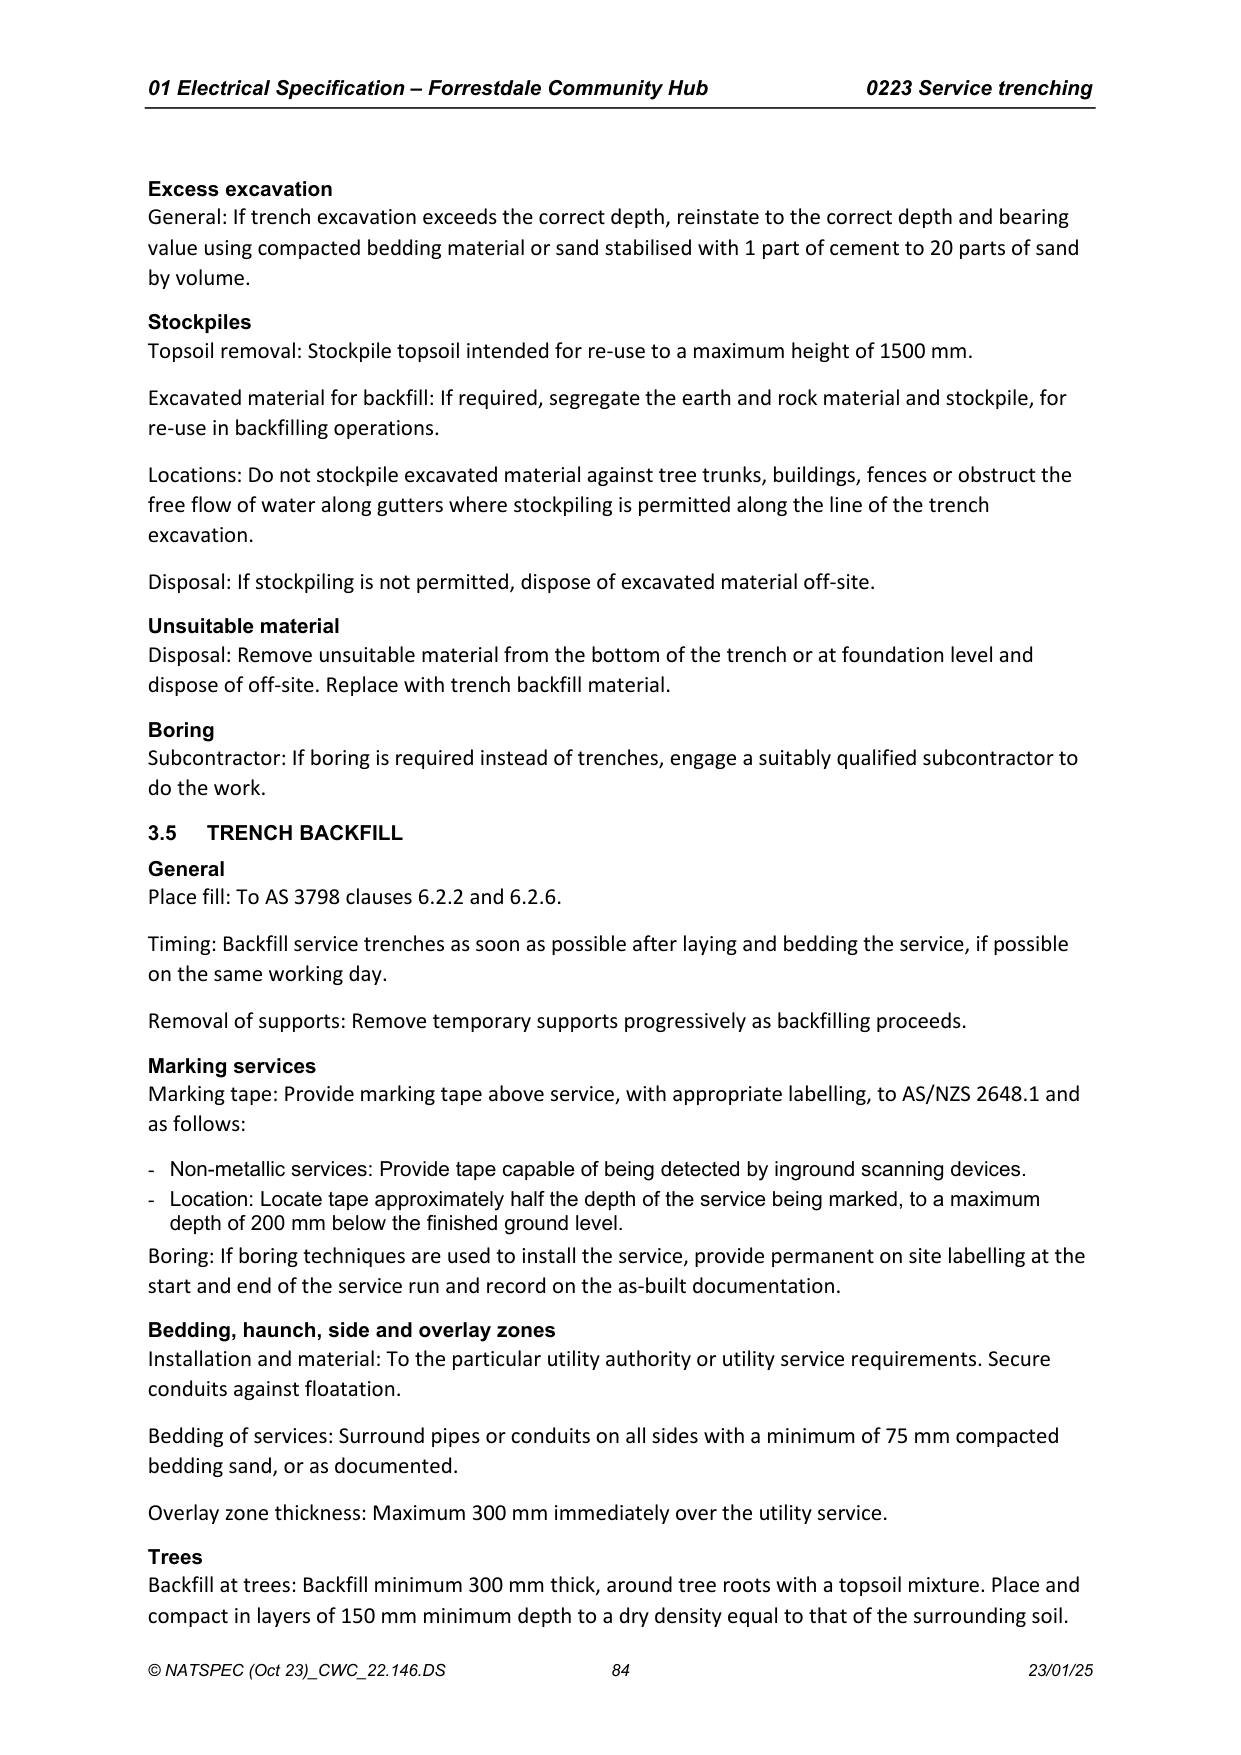 01 Electrical Specification – Forrestdale Community Hub 0223 Service trenching
Excess excavation
General: If trench excavation exceeds the correct depth, reinstate to the correct depth and bearing
value using compacted bedding material or sand stabilised with 1 part of cement to 20 parts of sand
by volume.
Stockpiles
Topsoil removal: Stockpile topsoil intended for re-use to a maximum height of 1500 mm.
Excavated material for backfill: If required, segregate the earth and rock material and stockpile, for
re-use in backfilling operations.
Locations: Do not stockpile excavated material against tree trunks, buildings, fences or obstruct the
free flow of water along gutters where stockpiling is permitted along the line of the trench
excavation.
Disposal: If stockpiling is not permitted, dispose of excavated material off-site.
Unsuitable material
Disposal: Remove unsuitable material from the bottom of the trench or at foundation level and
dispose of off-site. Replace with trench backfill material.
Boring
Subcontractor: If boring is required instead of trenches, engage a suitably qualified subcontractor to
do the work.
3.5 TRENCH BACKFILL
General
Place fill: To AS 3798 clauses 6.2.2 and 6.2.6.
Timing: Backfill service trenches as soon as possible after laying and bedding the service, if possible
on the same working day.
Removal of supports: Remove temporary supports progressively as backfilling proceeds.
Marking services
Marking tape: Provide marking tape above service, with appropriate labelling, to AS/NZS 2648.1 and
as follows:
- Non-metallic services: Provide tape capable of being detected by inground scanning devices.
- Location: Locate tape approximately half the depth of the service being marked, to a maximum
depth of 200 mm below the finished ground level.
Boring: If boring techniques are used to install the service, provide permanent on site labelling at the
start and end of the service run and record on the as-built documentation.
Bedding, haunch, side and overlay zones
Installation and material: To the particular utility authority or utility service requirements. Secure
conduits against floatation.
Bedding of services: Surround pipes or conduits on all sides with a minimum of 75 mm compacted
bedding sand, or as documented.
Overlay zone thickness: Maximum 300 mm immediately over the utility service.
Trees
Backfill at trees: Backfill minimum 300 mm thick, around tree roots with a topsoil mixture. Place and
compact in layers of 150 mm minimum depth to a dry density equal to that of the surrounding soil.
© NATSPEC (Oct 23)_CWC_22.146.DS 84 23/01/25